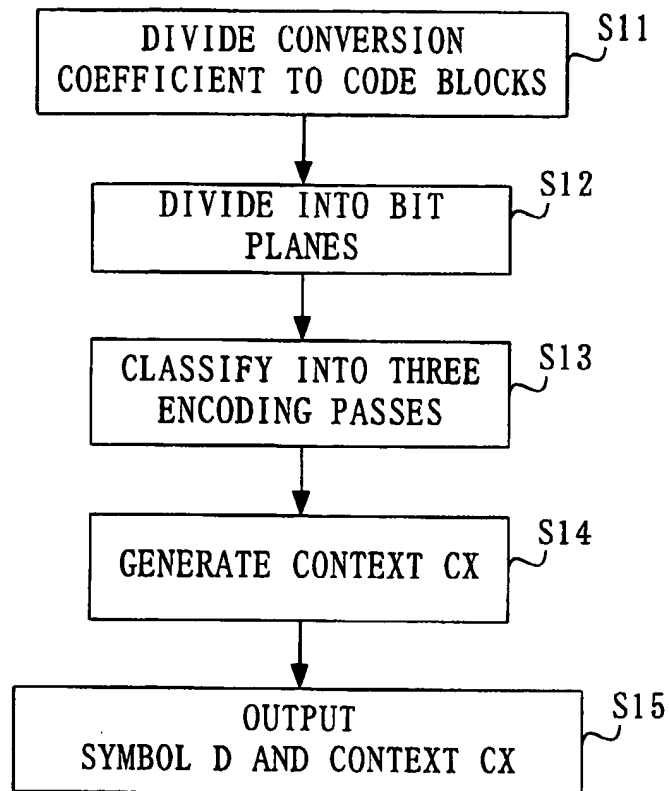 DIVIDE CONVERSION
COEFFICIENT TO CODE BLOCKS
S11
DIVIDE INTO BIT
PLANES
S12
CLASSIFY INTO THREE
ENCODING PASSES
S13
GENERATE CONTEXT CX
S14
OUTPUT
SYMBOL D AND CONTEXT CX
S15